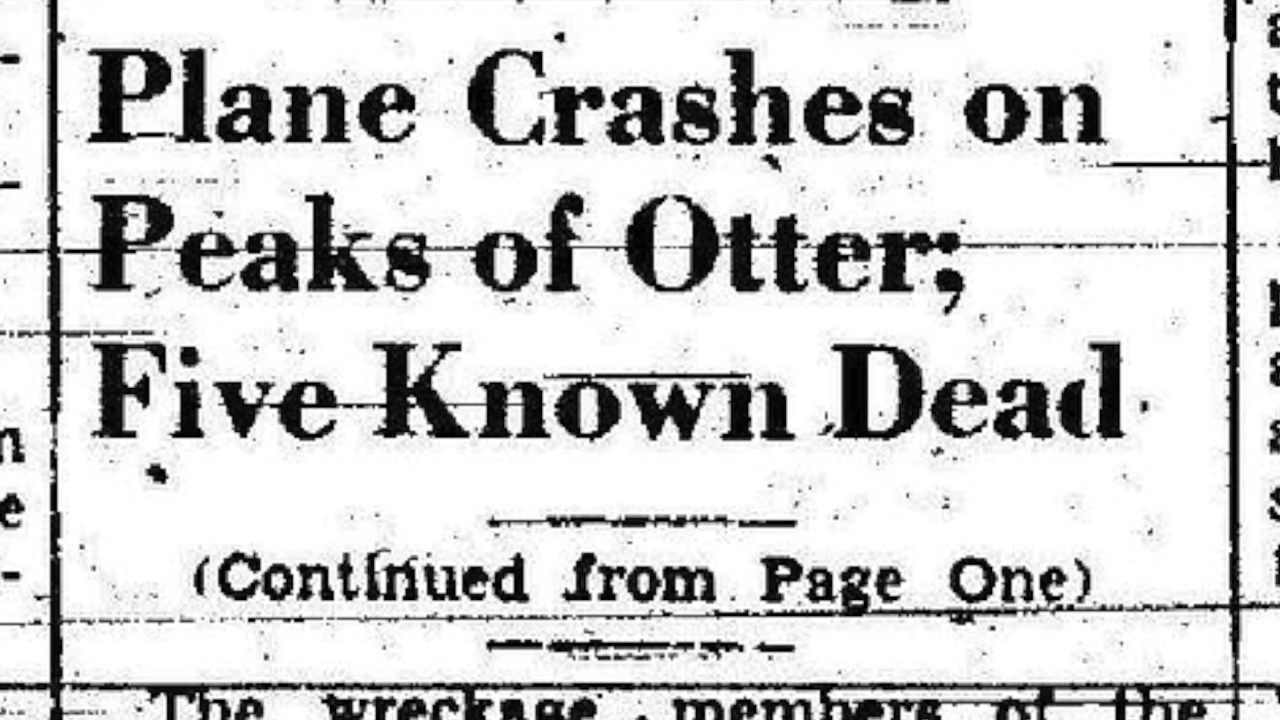 Plane Crashes on
Peaks of Otter;
Five Known Dead
(Continued from Page One)
The wreckage members of the